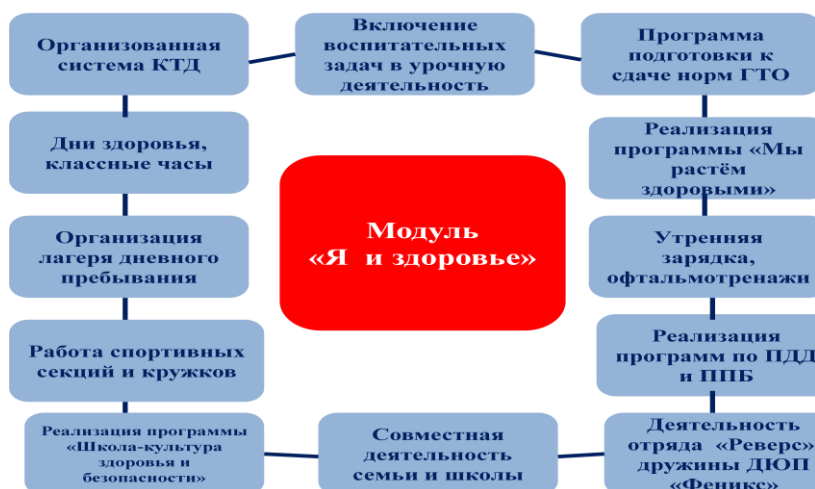 Организованная
система КТД
Включение
воспитательных
задач в урочную
деятельность
Программа
подготовки к
сдаче норм ГТО
Дни здоровья,
классные часы
Реализация
программы «Мы
растём
здоровыми»
Модуль
«Я и здоровье»
Организация
лагеря дневного
пребывания
Утренняя
зарядка,
офтальмотренажи
Работа спортивных
секций и кружков
Реализация
программ по ПДД
и ППБ
Реализация программы
«Школа-культура
здоровья и
безопасности»
Совместная
деятельность
семьи и школы
Деятельность
отряда «Реверс»
дружины ДЮП
«Феникс»